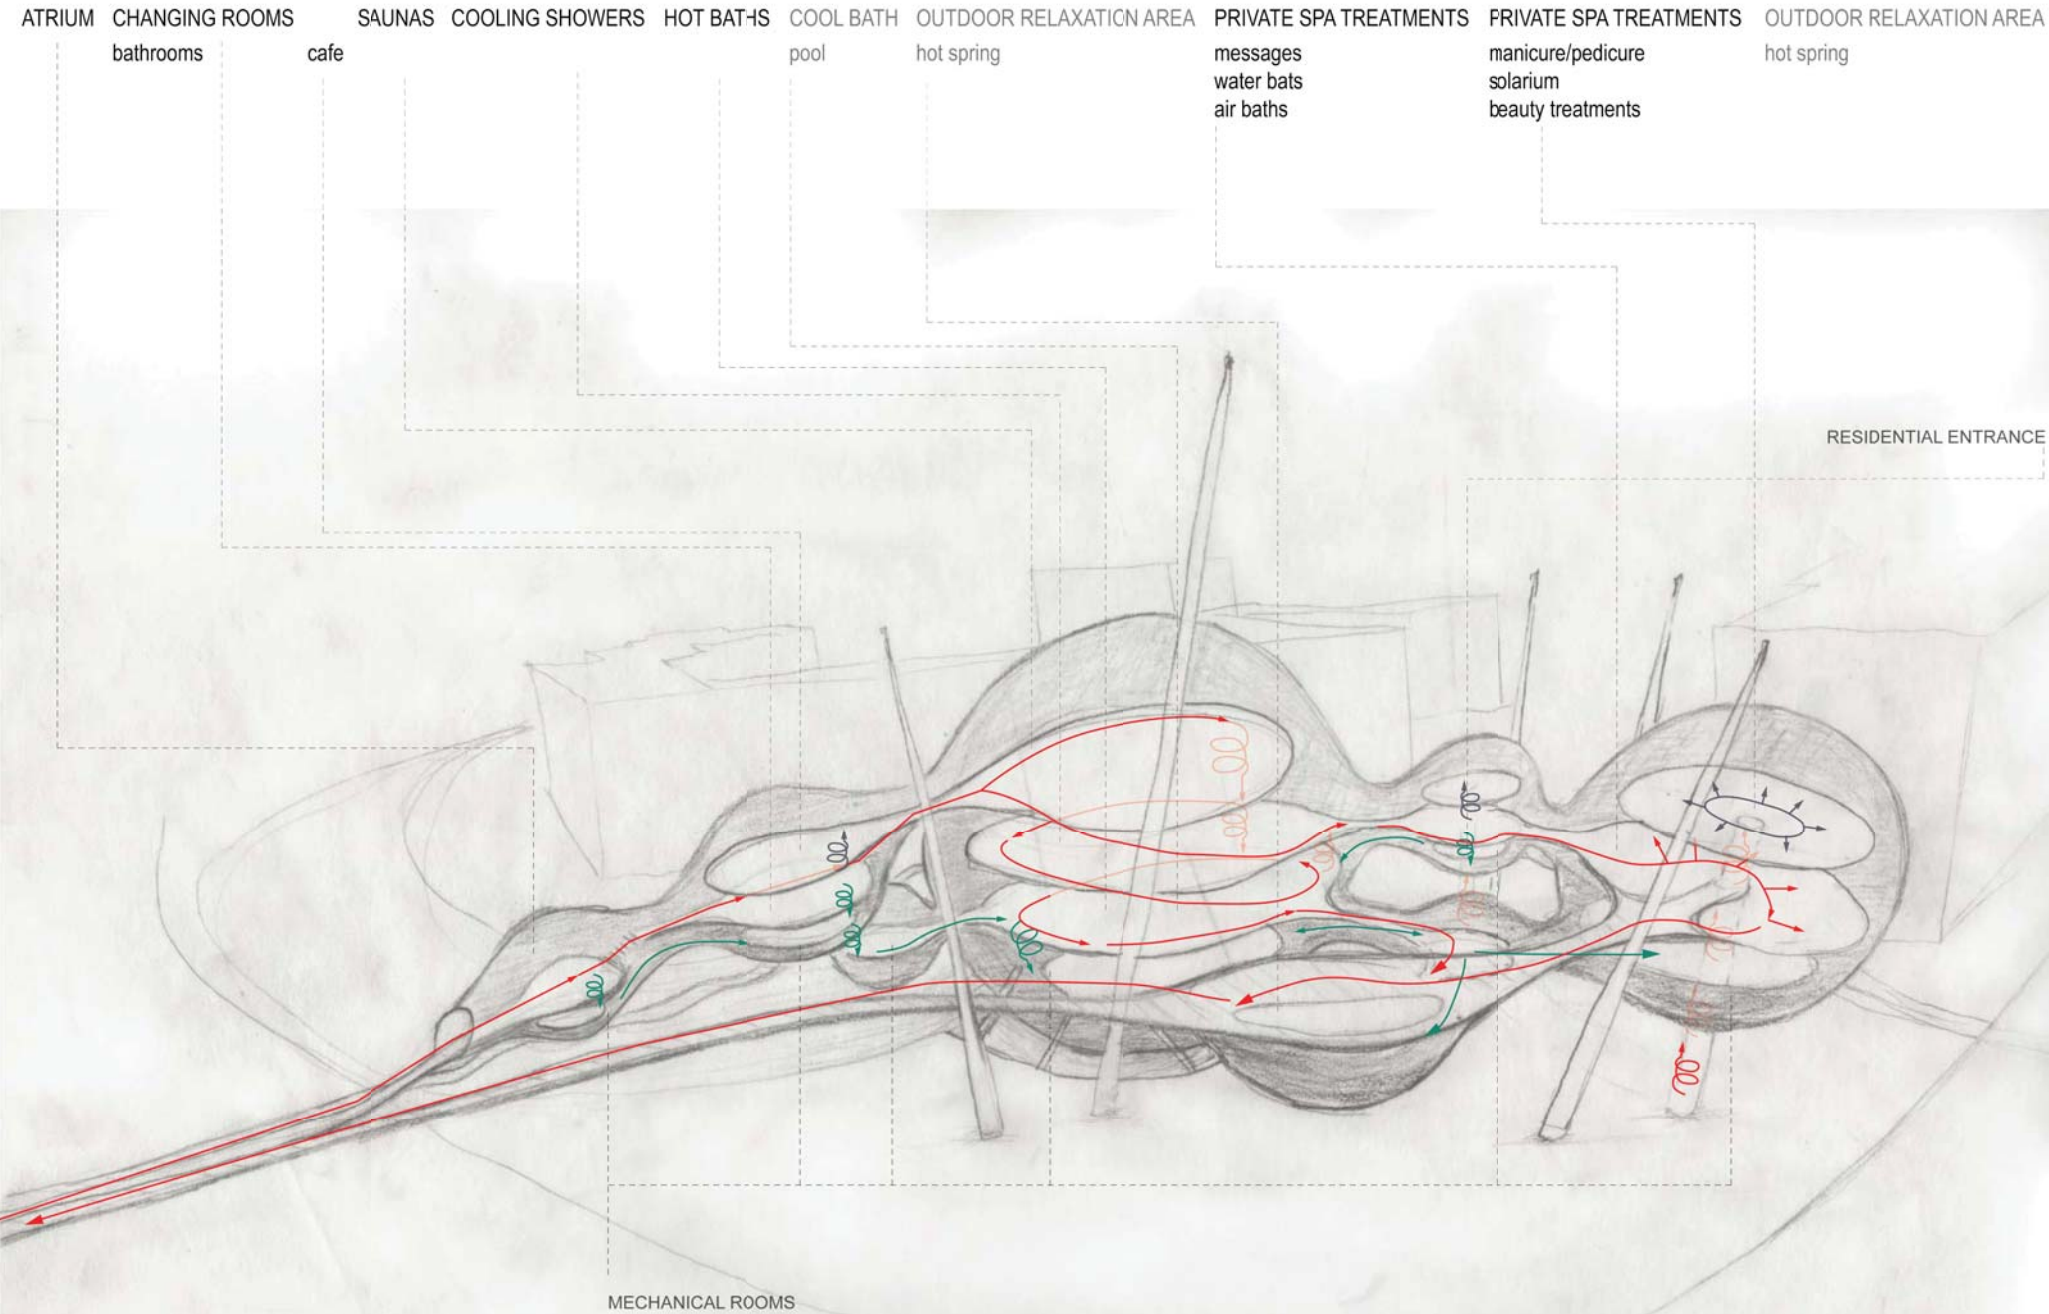 ATRIUM CHANGING ROOMS SAUNAS COOLING SHOWERS HOT BATHS COOL BATH OUTDOOR RELAXATION AREA PRIVATE SPA TREATMENTS PRIVATE SPA TREATMENTS OUTDOOR RELAXATION AREA
bathrooms cafe pool hot spring messages manicure/pedicure hot spring
water bats solarium
air baths beauty treatments
RESIDENTIAL ENTRANCE
MECHANICAL ROOMS